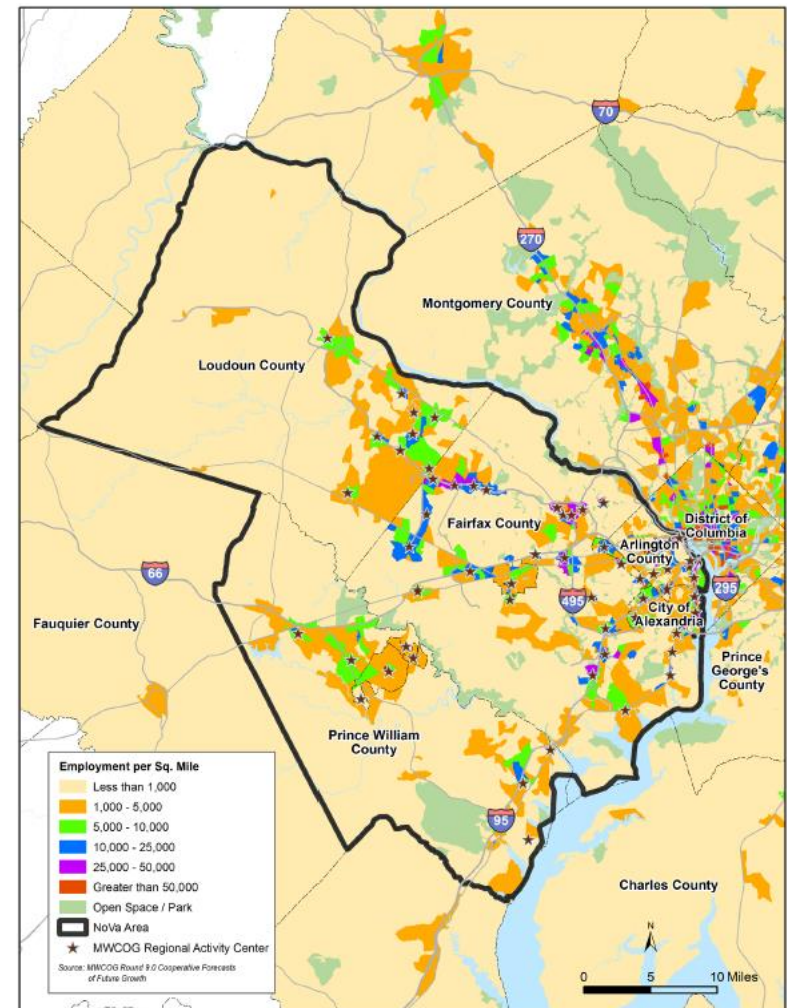 70
270
Montgomery County
Loudoun County
Fairfax County
District of
Columbia
Arlington
County
66
495
295
City of
Alexandria
Fauquier County
Prince
George's
County
Prince William
County
95
Charles County
Employment per Sq. Mile
Less than 1,000
1,000 - 5,000
5,000 - 10,000
10,000 - 25,000
25,000 - 50,000
Greater than 50,000
Open Space / Park
NoVa Area
MWCOG Regional Activity Center
Source: MWCOG Round 9.0 Cooperative Forecasts
of Future Growth
N
0 5 10 Miles